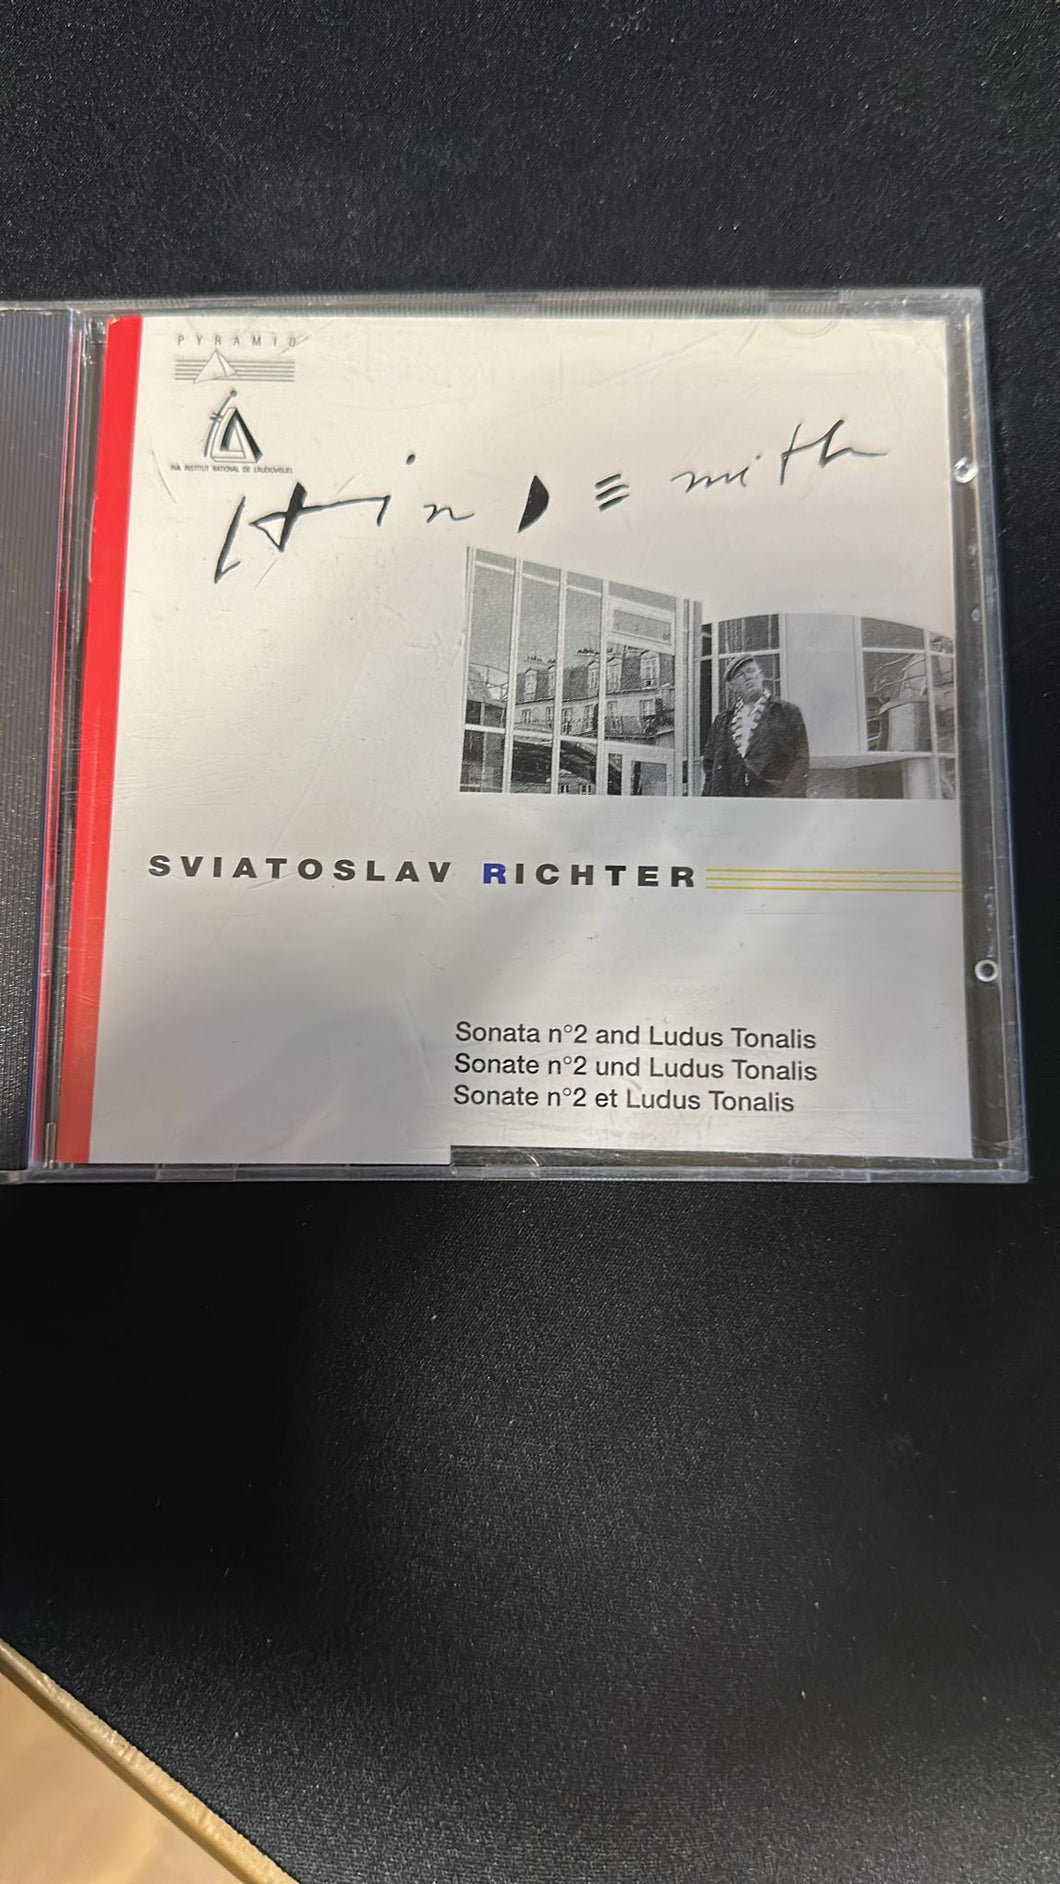 PYRAMID
INA INSTITUT NATIONAL DE L'AUDIOVISUEL
Hindemith
SVIATOSLAV RICHTER
Sonata n°2 and Ludus Tonalis
Sonate n°2 und Ludus Tonalis
Sonate n°2 et Ludus Tonalis